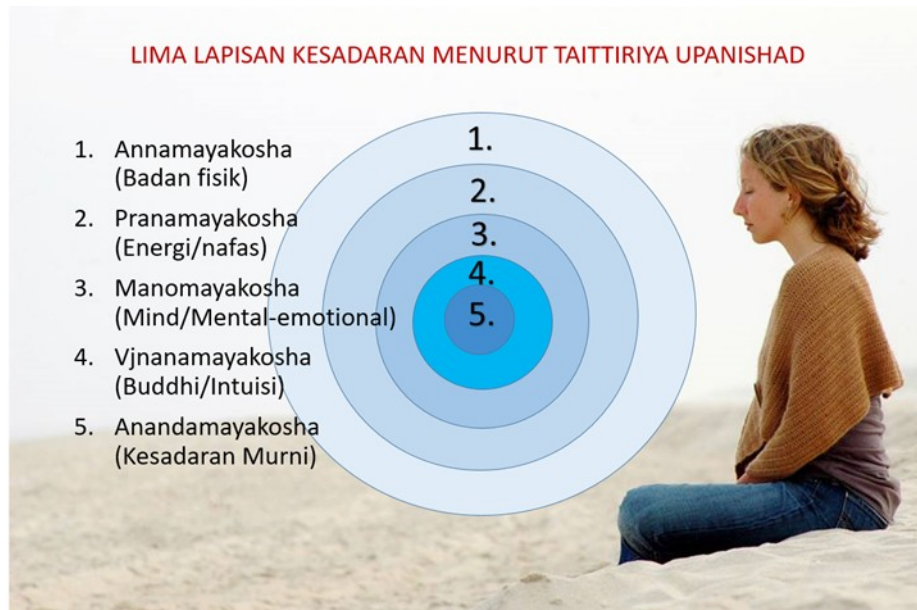 LIMA LAPISAN KESADARAN MENURUT TAITTIRIYA UPANISHAD
1. Annamayakosha
(Badan fisik)
2. Pranamayakosha
(Energi/nafas)
3. Manomayakosha
(Mind/Mental-emotional)
4. Vjnanamayakosha
(Buddhi/Intuisi)
5. Anandamayakosha
(Kesadaran Murni)
1.
2.
3.
4.
5.